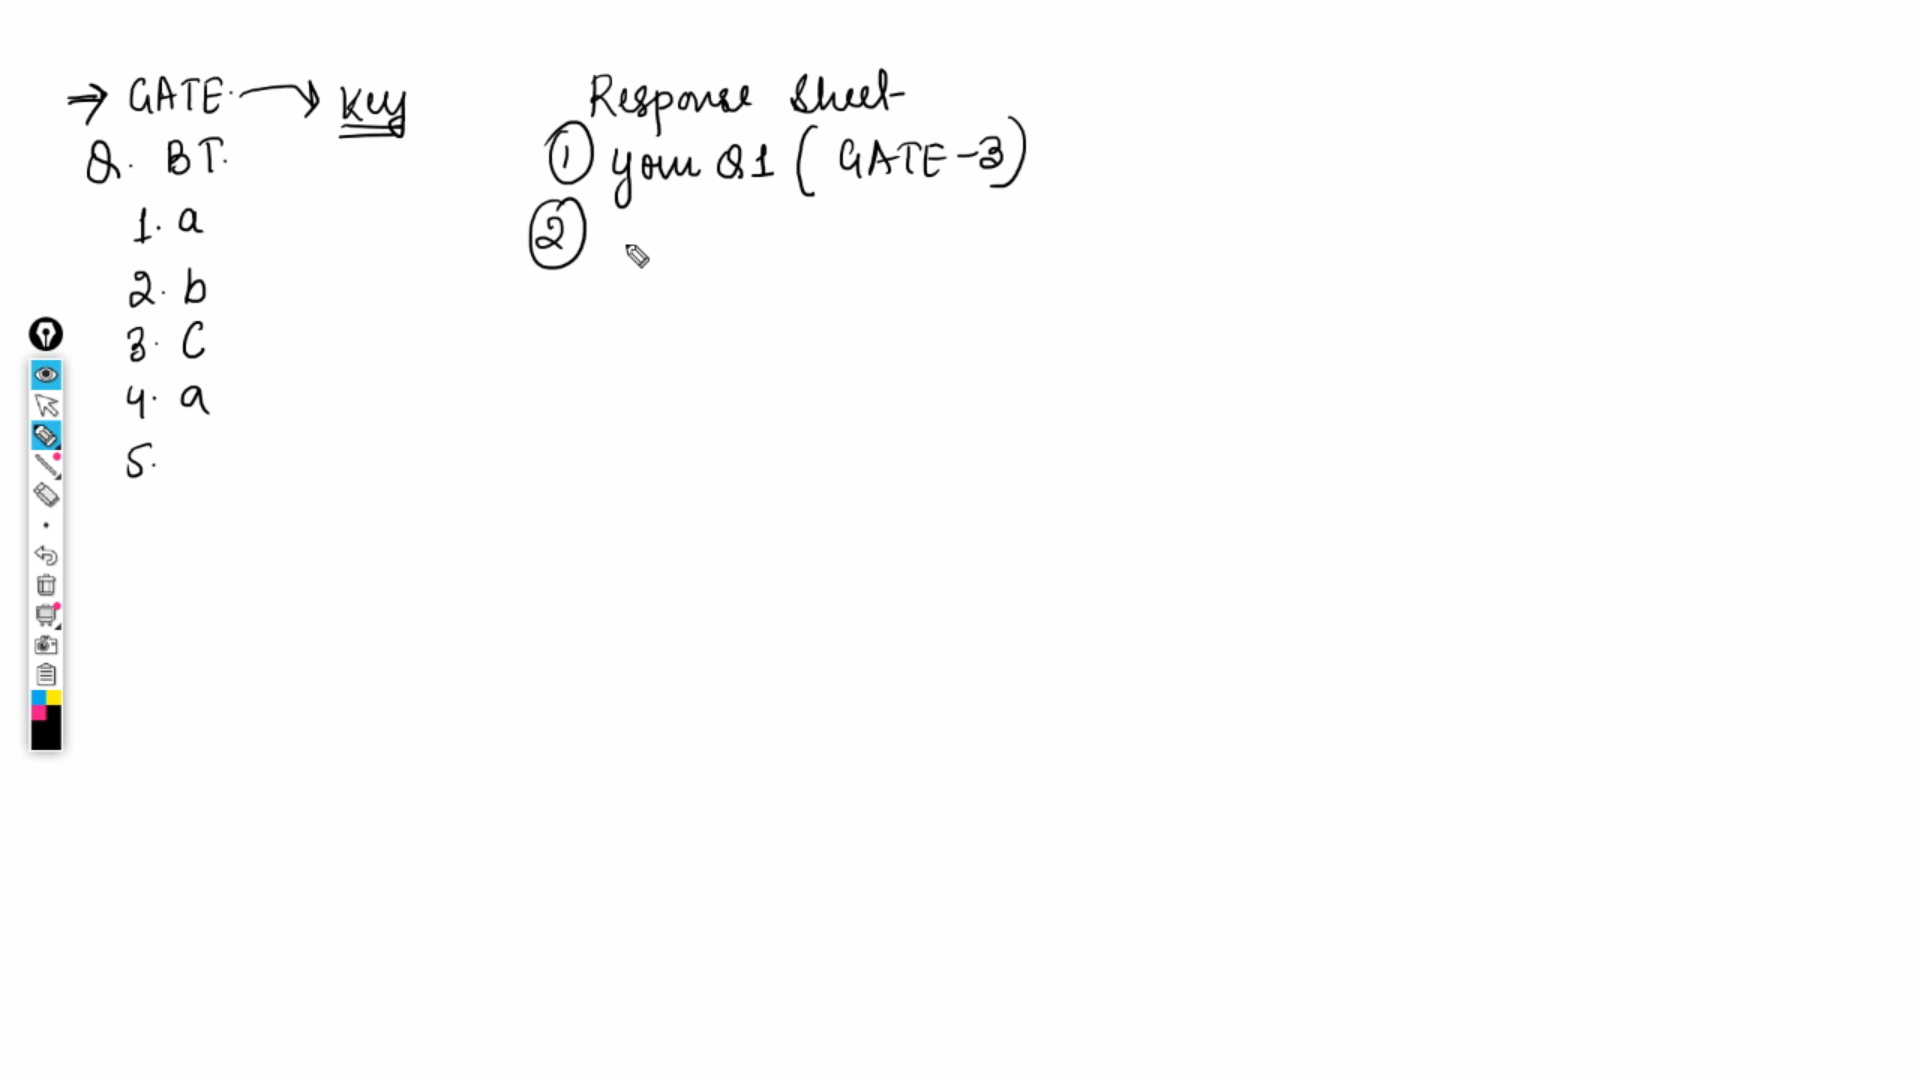 ⇒ GATE. → Key
Q. BT.
1. a
2. b
3. C
4. a
5.
Response Sheet
① your Q1 (GATE-3)
②